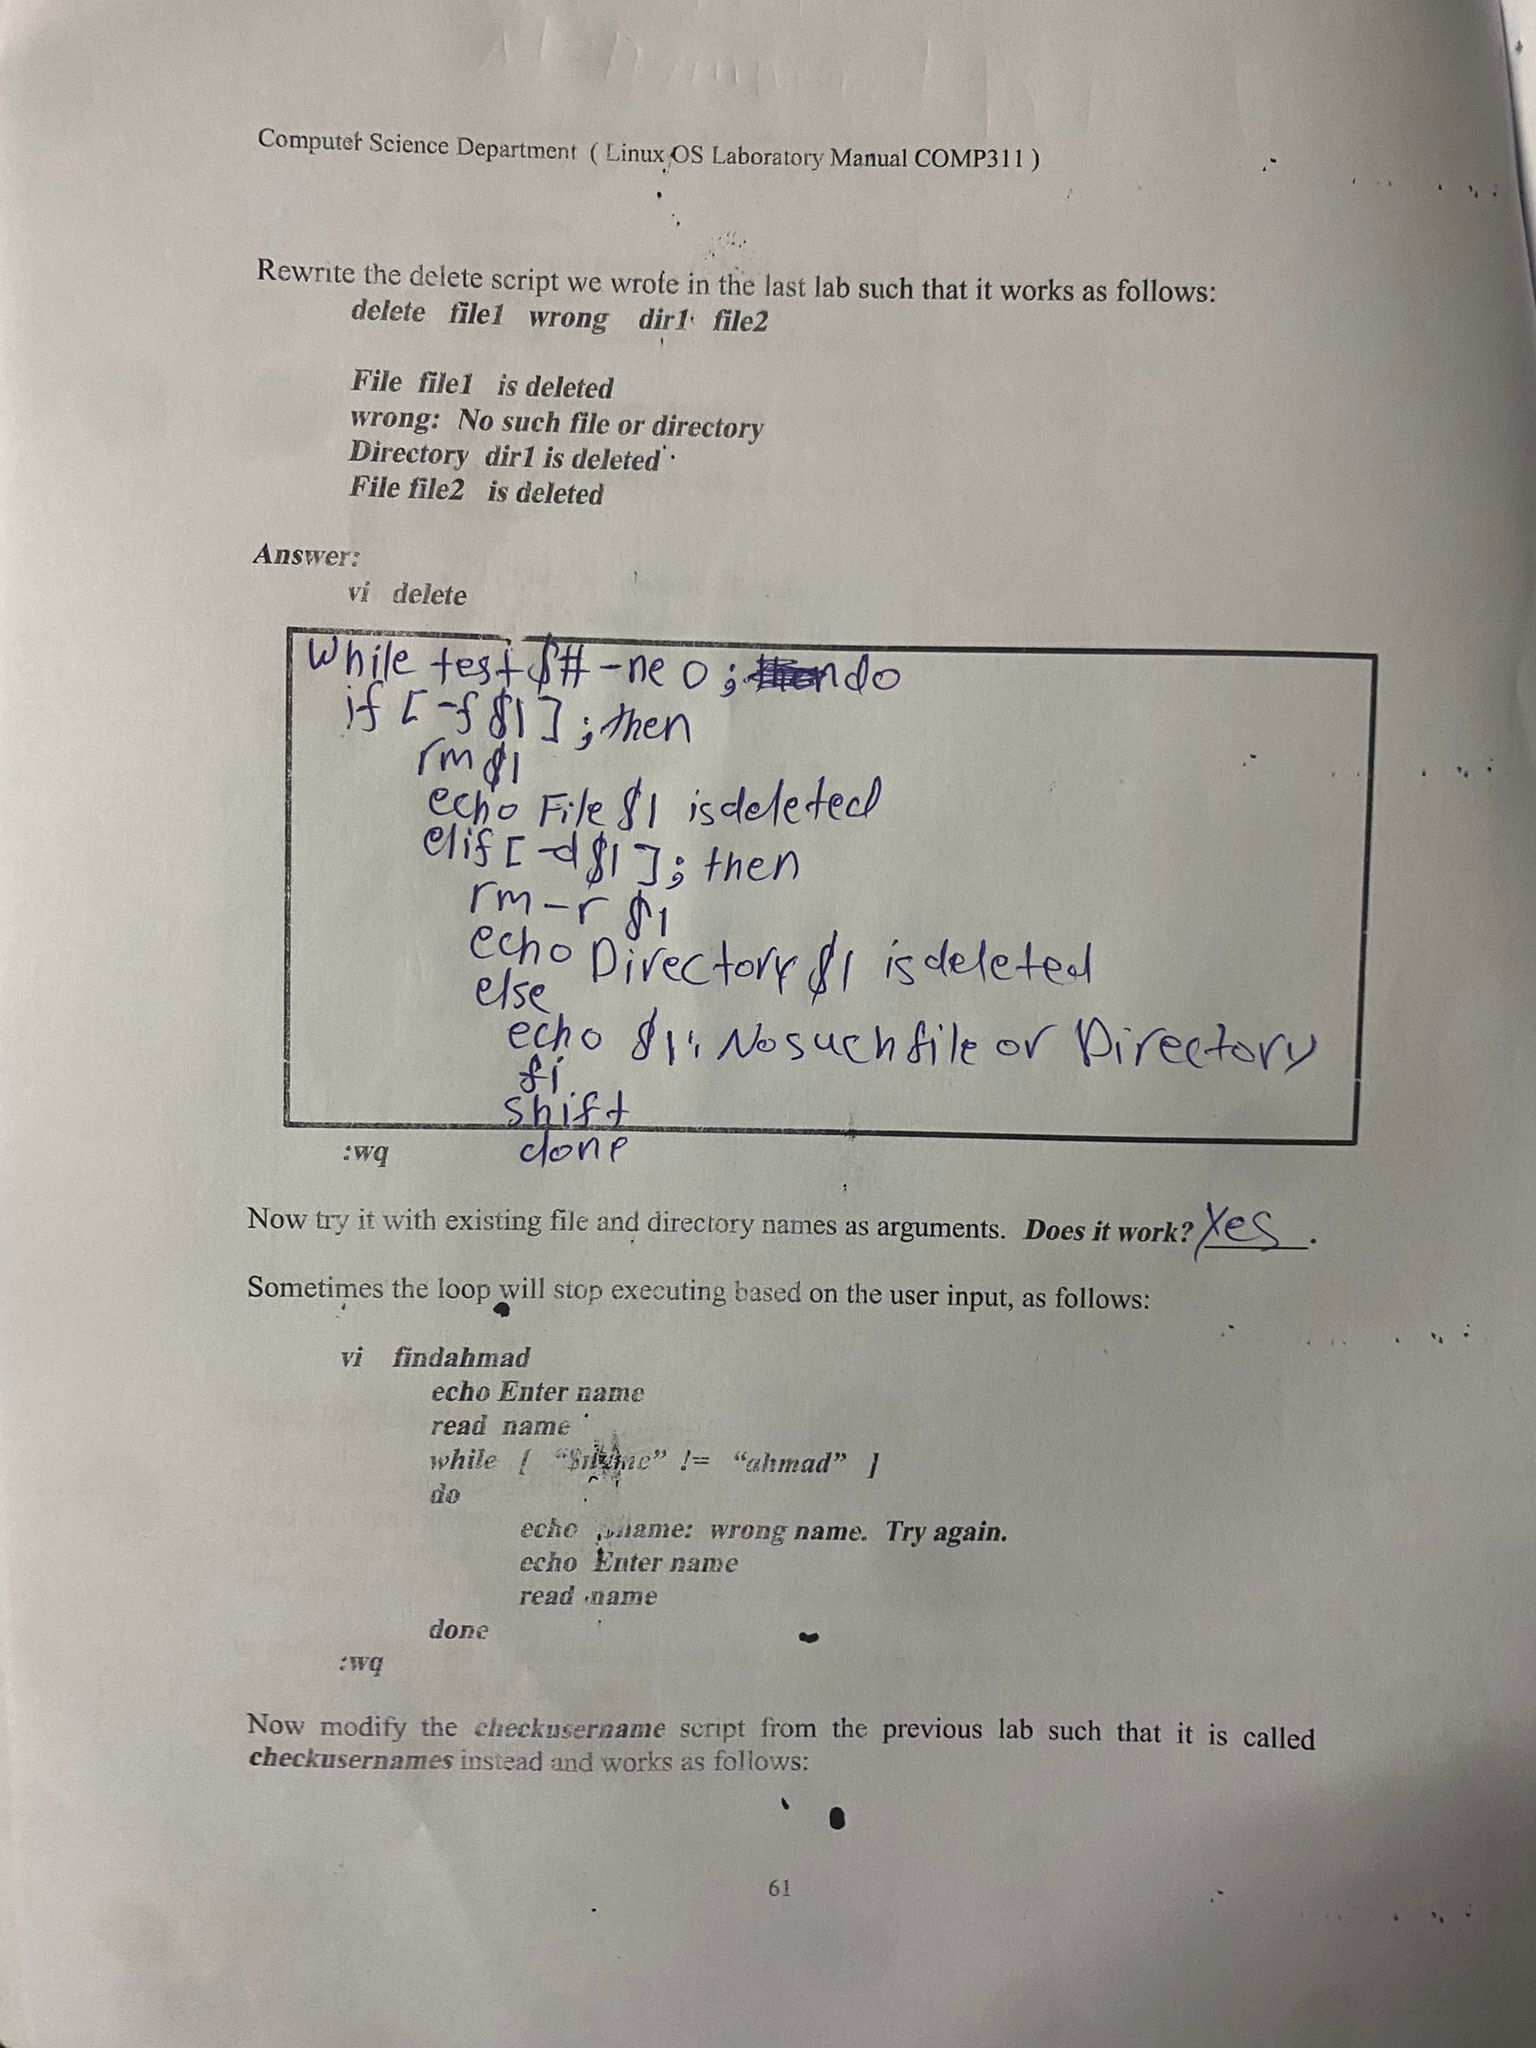 Computer Science Department ( Linux OS Laboratory Manual COMP311 )
Rewrite the delete script we wrote in the last lab such that it works as follows:
delete file1 wrong dir1 file2
File file1 is deleted
wrong: No such file or directory
Directory dir1 is deleted
File file2 is deleted
Answer:
vi delete
While test $# -ne 0 ; do
if [ -f $1 ] ; then
rm $1
echo File $1 is deleted
elif [ -d $1 ] ; then
rm -r $1
echo Directory $1 is deleted
else
echo $1: No such file or Directory
fi
shift
done
:wq
Now try it with existing file and directory names as arguments. Does it work? Yes.
Sometimes the loop will stop executing based on the user input, as follows:
vi findahmad
echo Enter name
read name
while [ “$name” != “ahmad” ]
do
echo name: wrong name. Try again.
echo Enter name
read name
done
:wq
Now modify the checkusername script from the previous lab such that it is called
checkusernames instead and works as follows:
61